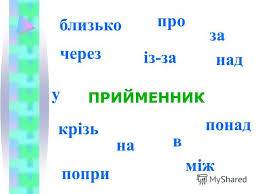 близько
про
за
через
із-за
над
у
ПРИЙМЕННИК
крізь
понад
на
в
попри
між
MyShared